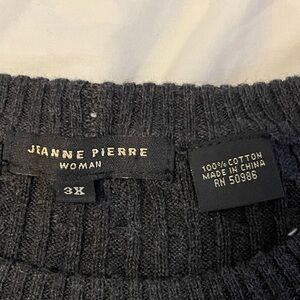 JEANNE PIERRE
WOMAN
3X
100% COTTON
MADE IN CHINA
RN 50986